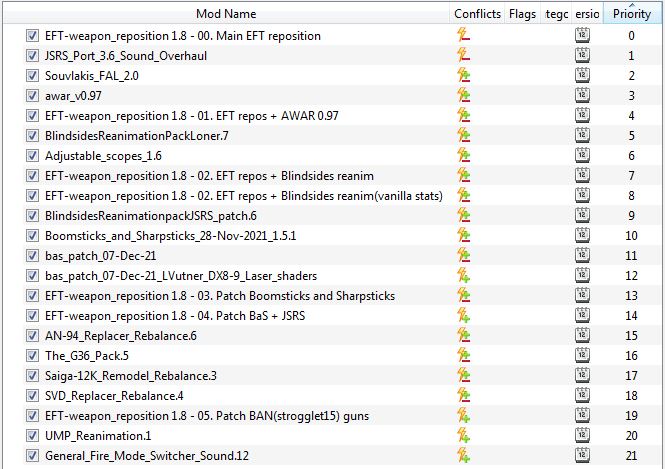 Mod Name Conflicts Flags tegc ersio Priority
EFT-weapon_reposition 1.8 - 00. Main EFT reposition 12 0
JSRS_Port_3.6_Sound_Overhaul 12 1
Souvlakis_FAL_2.0 12 2
awar_v0.97 12 3
EFT-weapon_reposition 1.8 - 01. EFT repos + AWAR 0.97 12 4
BlindsidesReanimationPackLoner.7 12 5
Adjustable_scopes_1.6 12 6
EFT-weapon_reposition 1.8 - 02. EFT repos + Blindsides reanim 12 7
EFT-weapon_reposition 1.8 - 02. EFT repos + Blindsides reanim(vanilla stats) 12 8
BlindsidesReanimationpackJSRS_patch.6 12 9
Boomsticks_and_Sharpsticks_28-Nov-2021_1.5.1 12 10
bas_patch_07-Dec-21 12 11
bas_patch_07-Dec-21_LVutner_DX8-9_Laser_shaders 12 12
EFT-weapon_reposition 1.8 - 03. Patch Boomsticks and Sharpsticks 12 13
EFT-weapon_reposition 1.8 - 04. Patch BaS + JSRS 12 14
AN-94_Replacer_Rebalance.6 12 15
The_G36_Pack.5 12 16
Saiga-12K_Remodel_Rebalance.3 12 17
SVD_Replacer_Rebalance.4 12 18
EFT-weapon_reposition 1.8 - 05. Patch BAN(strogglet15) guns 12 19
UMP_Reanimation.1 12 20
General_Fire_Mode_Switcher_Sound.12 12 21